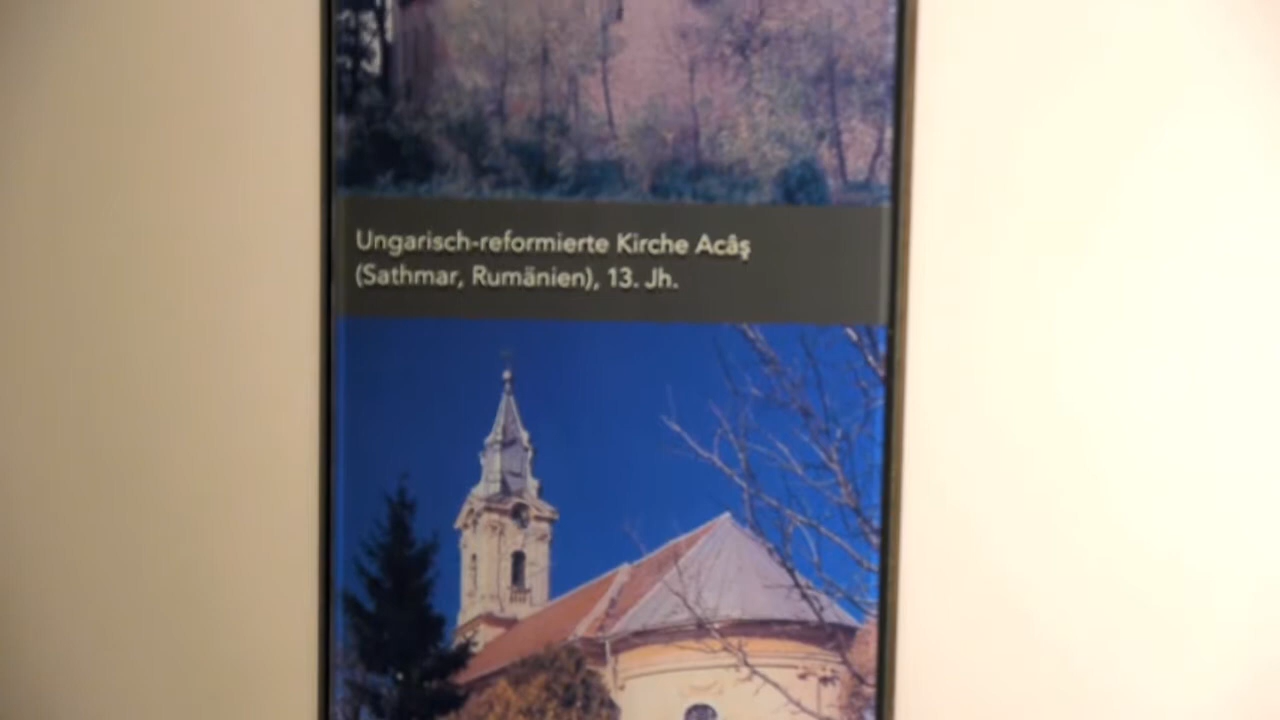 Ungarisch-reformierte Kirche Acâş
(Sathmar, Rumänien), 13. Jh.